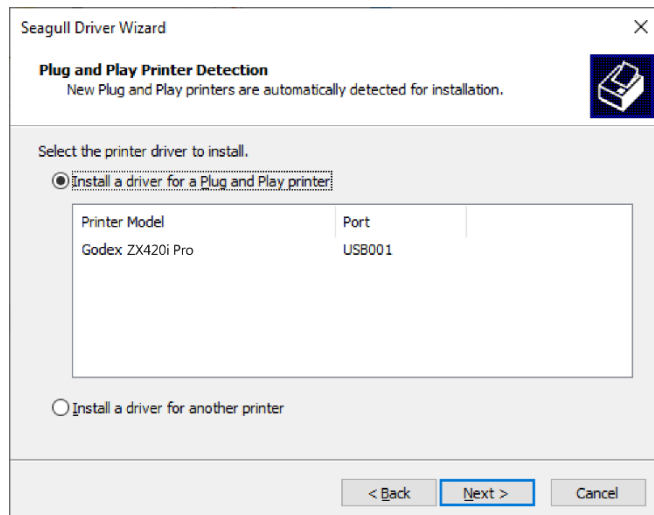 Seagull Driver Wizard
Plug and Play Printer Detection
New Plug and Play printers are automatically detected for installation.
Select the printer driver to install.
Install a driver for a Plug and Play printer
Printer Model Port
Godex ZX420i Pro USB001
Install a driver for another printer
< Back Next > Cancel